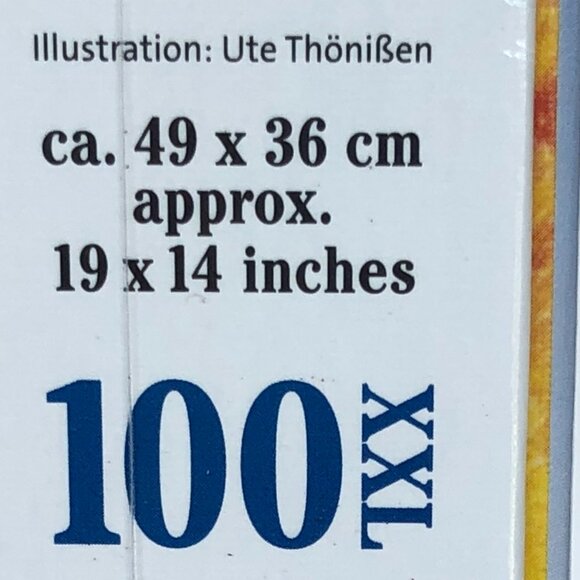 Illustration: Ute Thönißen
ca. 49 x 36 cm
approx.
19 x 14 inches
100 XXL